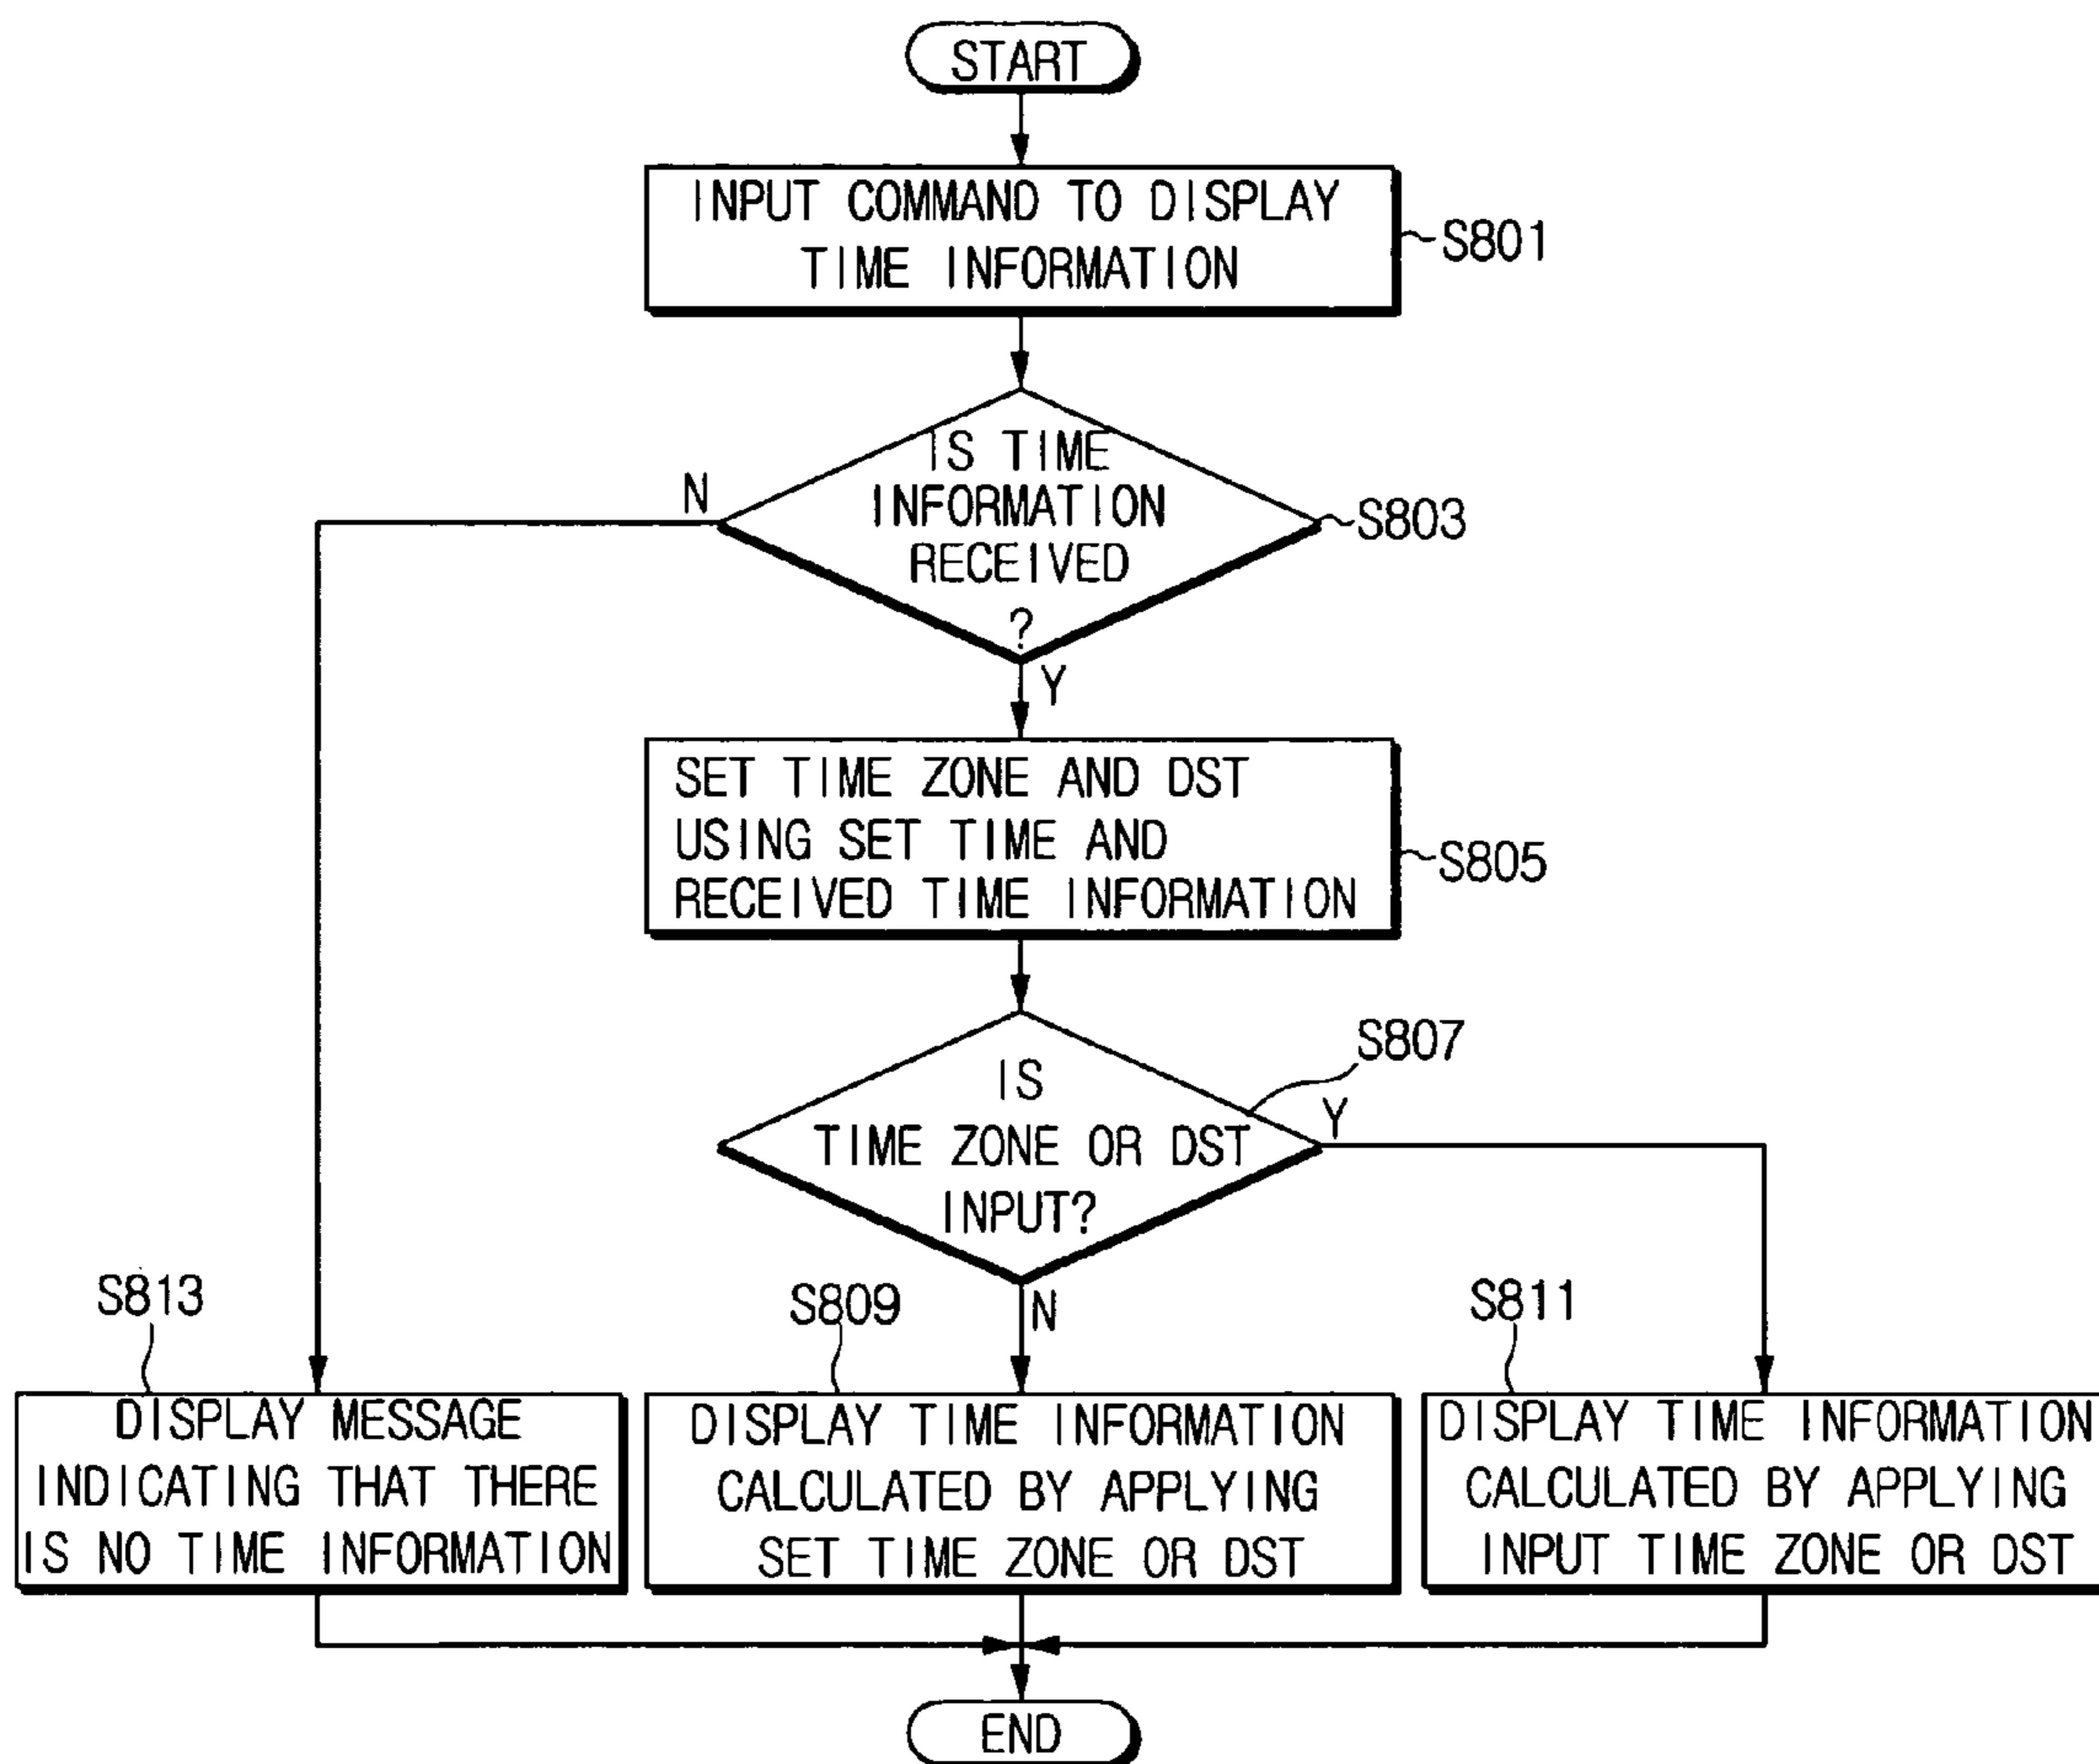 START
INPUT COMMAND TO DISPLAY
TIME INFORMATION
S801
IS TIME
INFORMATION
RECEIVED
?
S803
N
Y
SET TIME ZONE AND DST
USING SET TIME AND
RECEIVED TIME INFORMATION
S805
IS
TIME ZONE OR DST
INPUT?
S807
Y
N
S813
DISPLAY MESSAGE
INDICATING THAT THERE
IS NO TIME INFORMATION
S809
DISPLAY TIME INFORMATION
CALCULATED BY APPLYING
SET TIME ZONE OR DST
S811
DISPLAY TIME INFORMATION
CALCULATED BY APPLYING
INPUT TIME ZONE OR DST
END